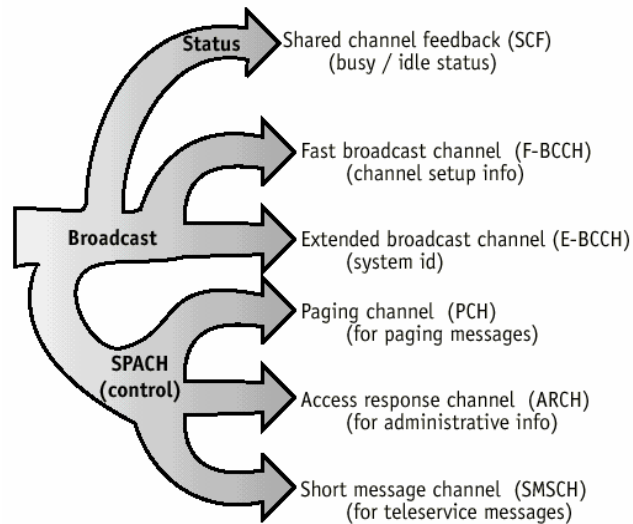 Status
Shared channel feedback (SCF)
(busy / idle status)
Fast broadcast channel (F-BCCH)
(channel setup info)
Broadcast
Extended broadcast channel (E-BCCH)
(system id)
Paging channel (PCH)
(for paging messages)
SPACH
(control)
Access response channel (ARCH)
(for administrative info)
Short message channel (SMSCH)
(for teleservice messages)